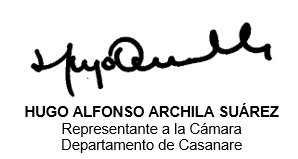 HUGO ALFONSO ARCHILA SUÁREZ
Representante a la Cámara
Departamento de Casanare